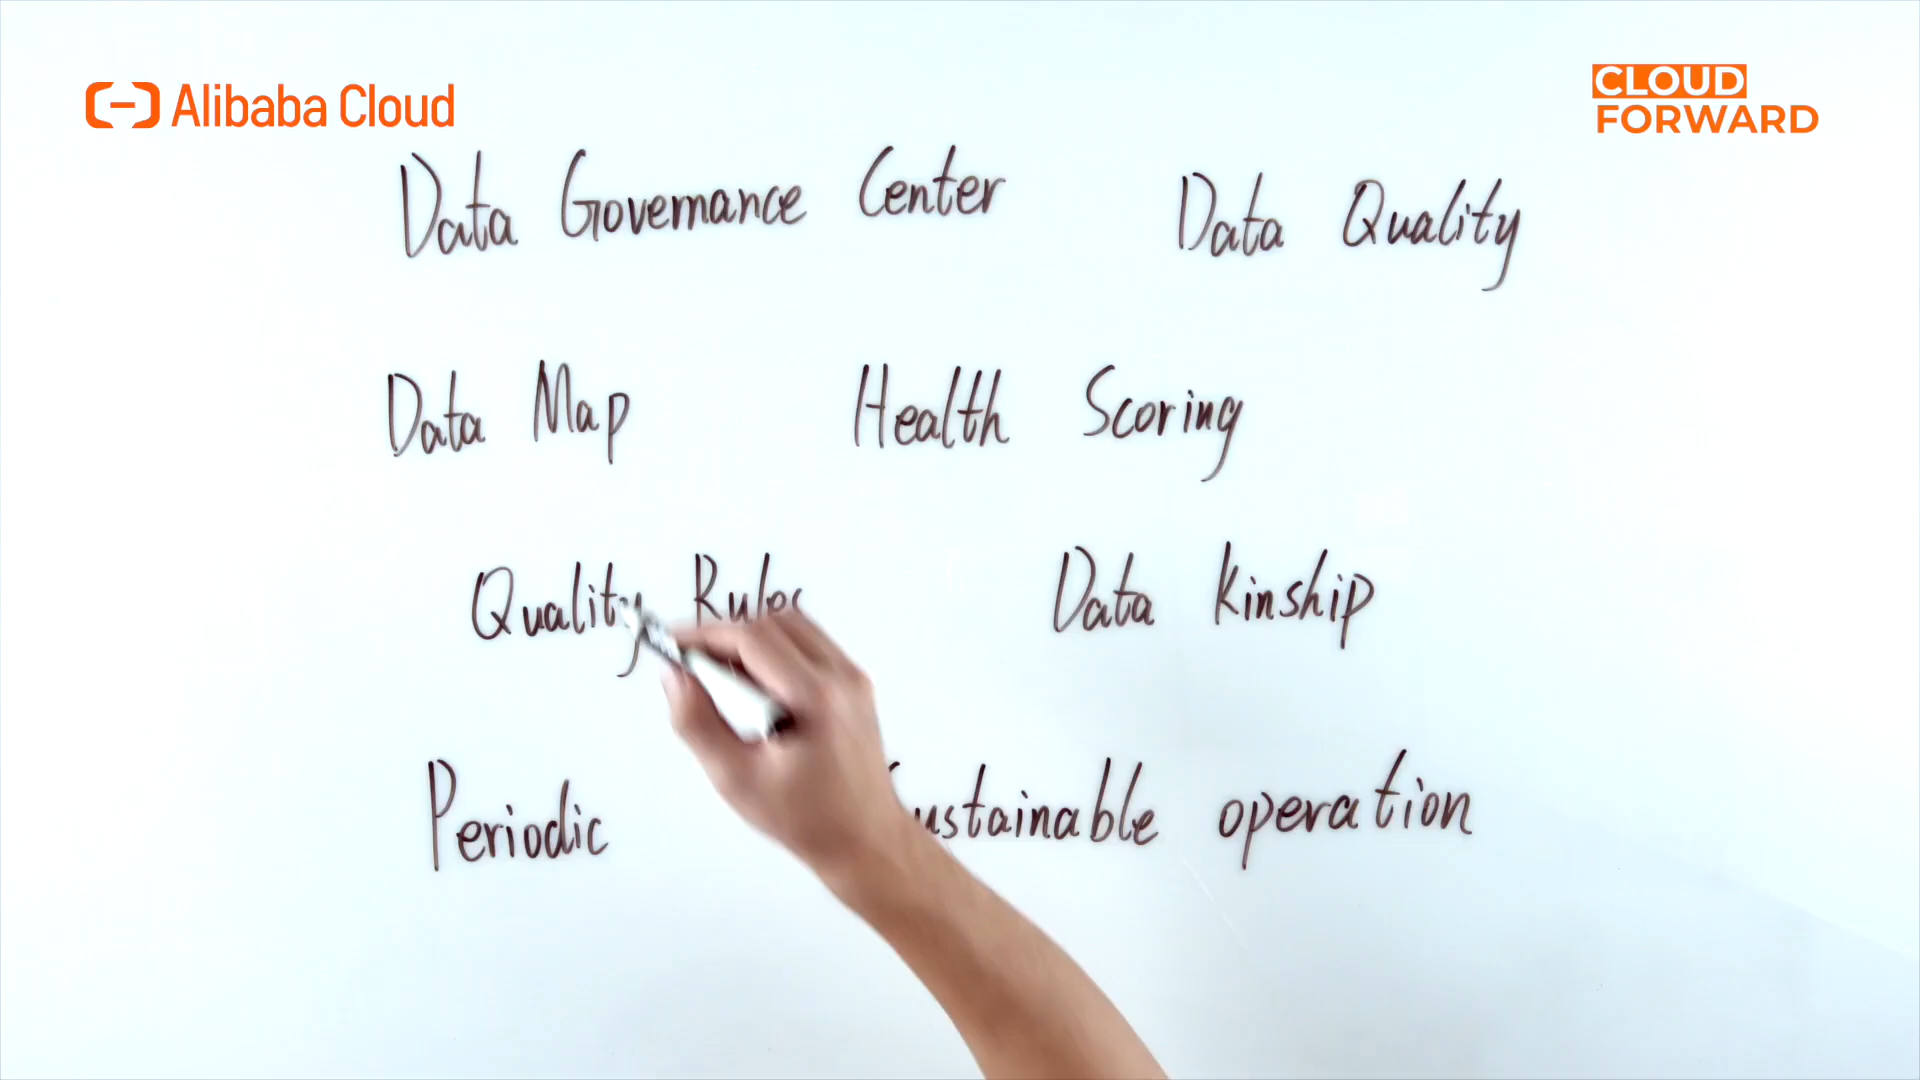 Alibaba Cloud
CLOUD
FORWARD
Data Governance Center
Data Quality
Data Map
Health Scoring
Quality Rules
Data Kinship
Periodic
Sustainable operation